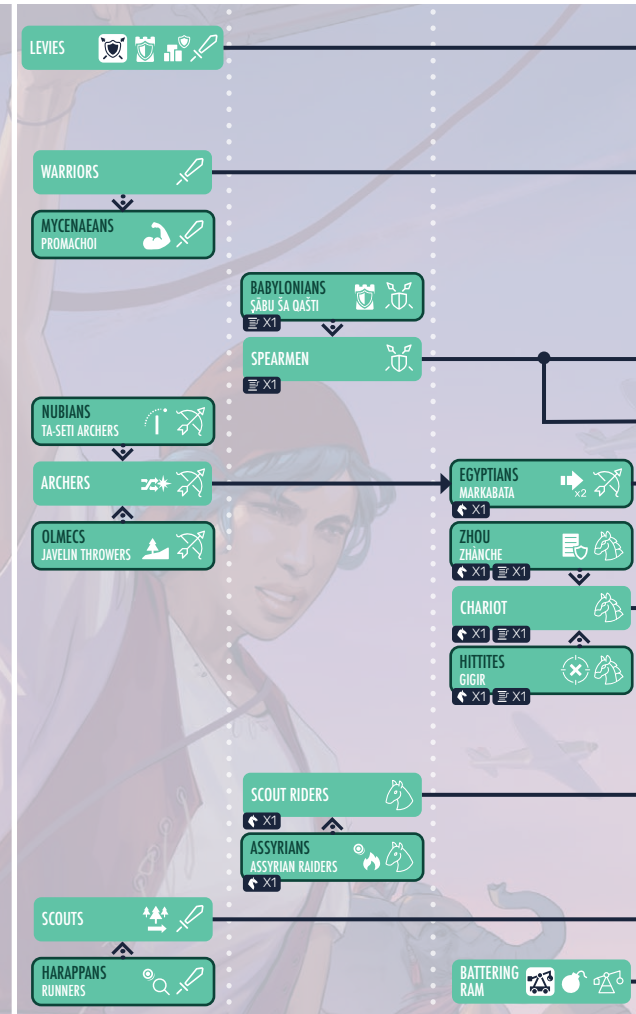 LEVIES
WARRIORS
MYCENAEANS
PROMACHOI
BABYLONIANS
ṢĀBU ŠA QAŠTI
X1
SPEARMEN
X1
NUBIANS
TA-SETI ARCHERS
ARCHERS
OLMECS
JAVELIN THROWERS
EGYPTIANS
MARKABATA
X2
X1
ZHOU
ZHÀNCHE
X1 X1
CHARIOT
X1 X1
HITTITES
GIGIR
X1 X1
SCOUT RIDERS
X1
ASSYRIANS
ASSYRIAN RAIDERS
X1
SCOUTS
HARAPPANS
RUNNERS
BATTERING
RAM